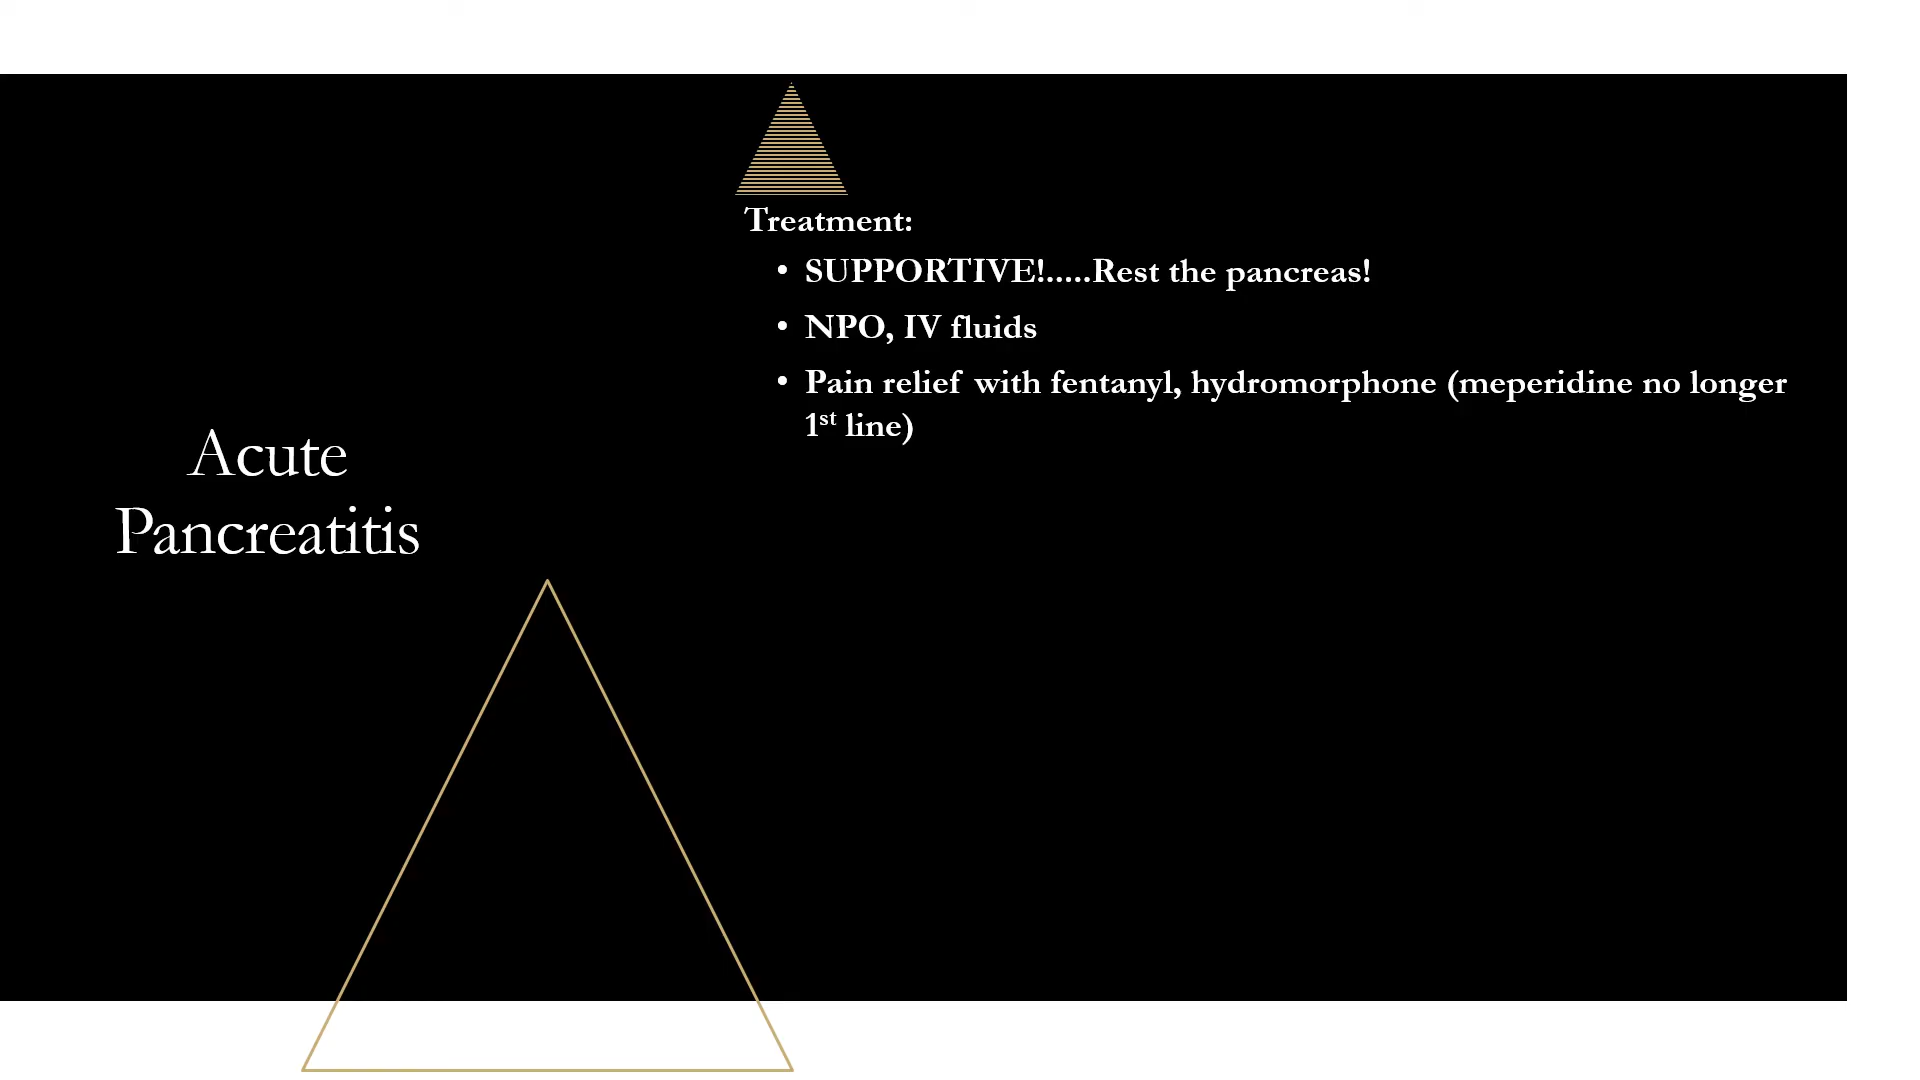 Acute
Pancreatitis
Treatment:
• SUPPORTIVE!.....Rest the pancreas!
• NPO, IV fluids
• Pain relief with fentanyl, hydromorphone (meperidine no longer
1st line)